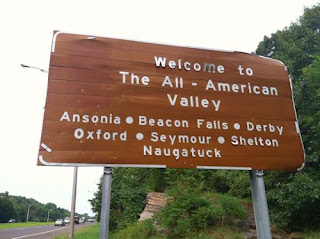 Welcome to
The All - American
Valley
Ansonia • Beacon Falls • Derby
Oxford • Seymour • Shelton
Naugatuck